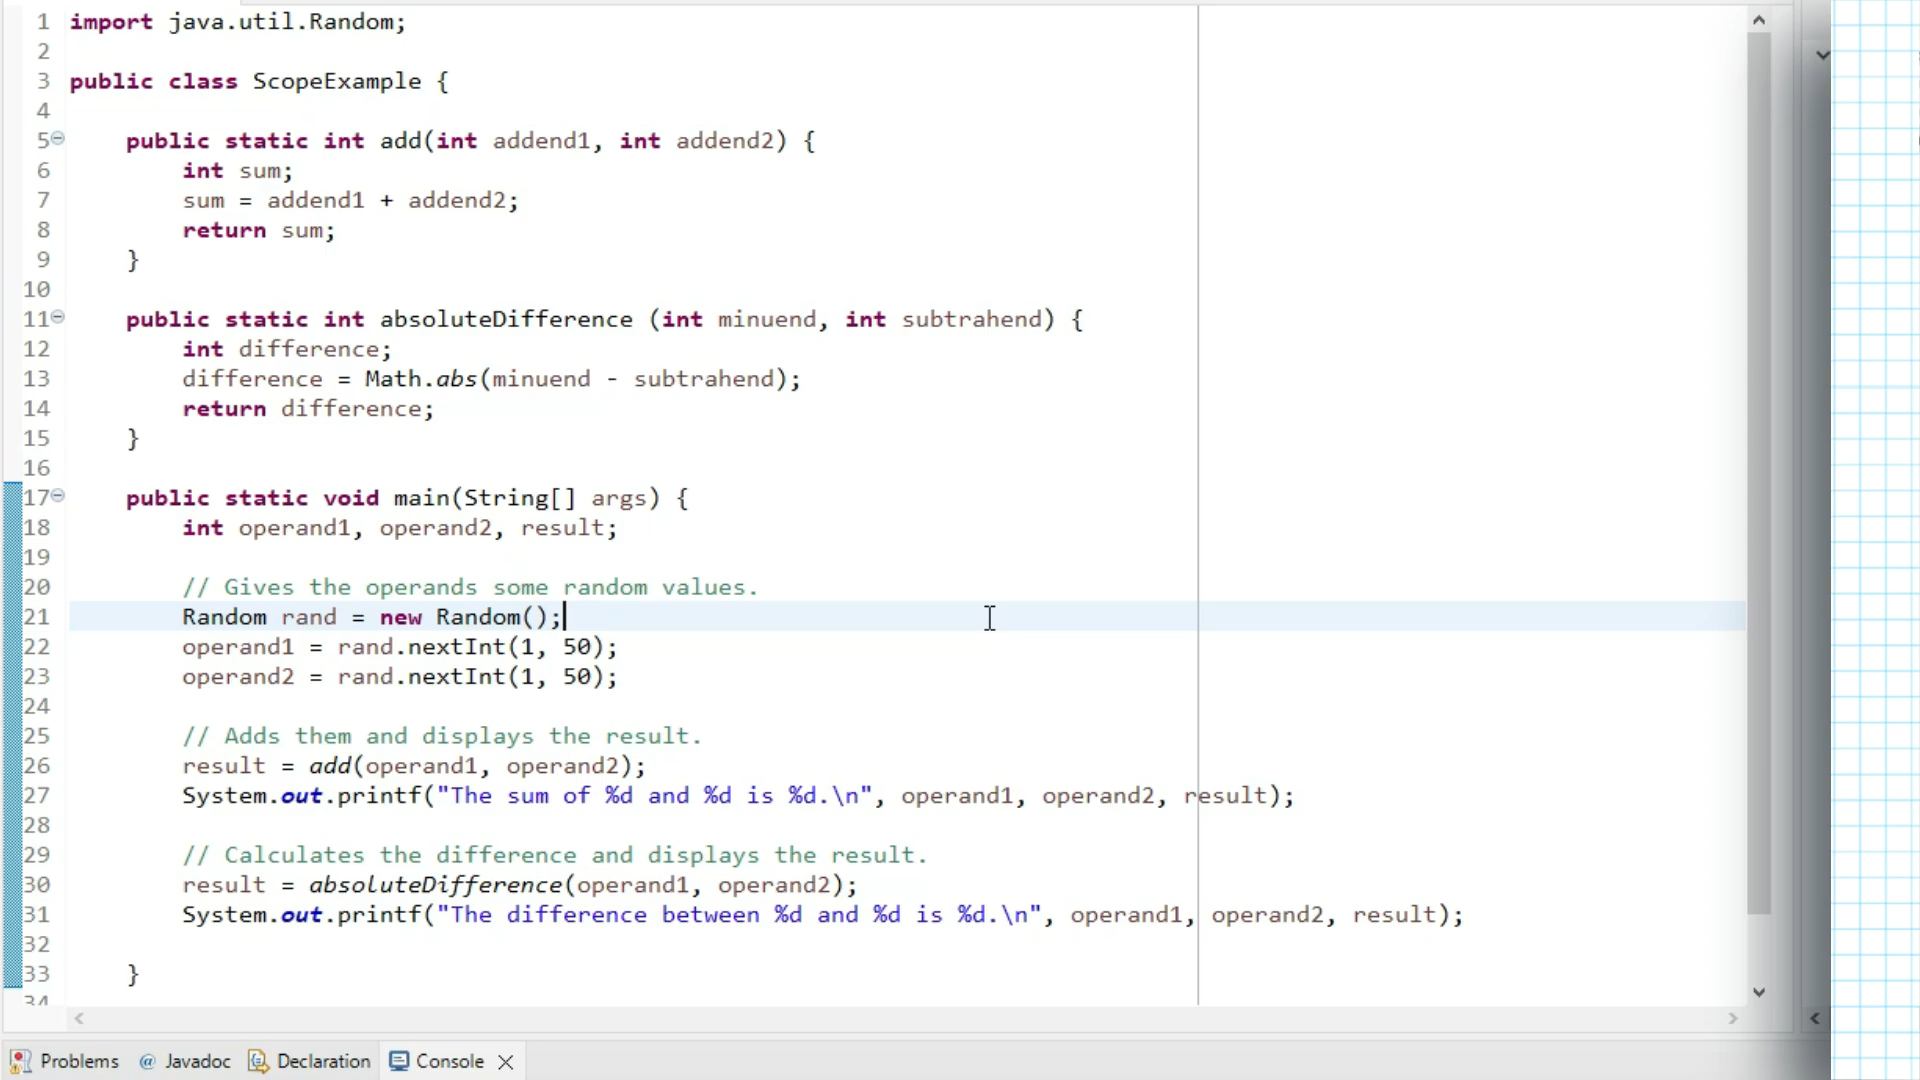 1 import java.util.Random;
2
3 public class ScopeExample {
4
5 public static int add(int addend1, int addend2) {
6 int sum;
7 sum = addend1 + addend2;
8 return sum;
9 }
10
11 public static int absoluteDifference (int minuend, int subtrahend) {
12 int difference;
13 difference = Math.abs(minuend - subtrahend);
14 return difference;
15 }
16
17 public static void main(String[] args) {
18 int operand1, operand2, result;
19
20 // Gives the operands some random values.
21 Random rand = new Random();
22 operand1 = rand.nextInt(1, 50);
23 operand2 = rand.nextInt(1, 50);
24
25 // Adds them and displays the result.
26 result = add(operand1, operand2);
27 System.out.printf("The sum of %d and %d is %d.\n", operand1, operand2, result);
28
29 // Calculates the difference and displays the result.
30 result = absoluteDifference(operand1, operand2);
31 System.out.printf("The difference between %d and %d is %d.\n", operand1, operand2, result);
32
33 }
34
Problems @ Javadoc Declaration Console